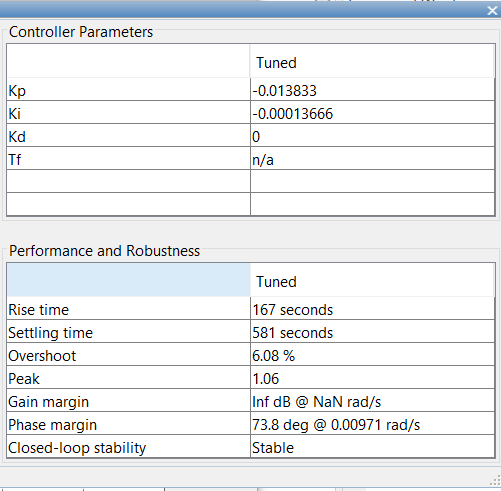 Controller Parameters
Tuned
Kp -0.013833
Ki -0.00013666
Kd 0
Tf n/a
Performance and Robustness
Tuned
Rise time 167 seconds
Settling time 581 seconds
Overshoot 6.08 %
Peak 1.06
Gain margin Inf dB @ NaN rad/s
Phase margin 73.8 deg @ 0.00971 rad/s
Closed-loop stability Stable